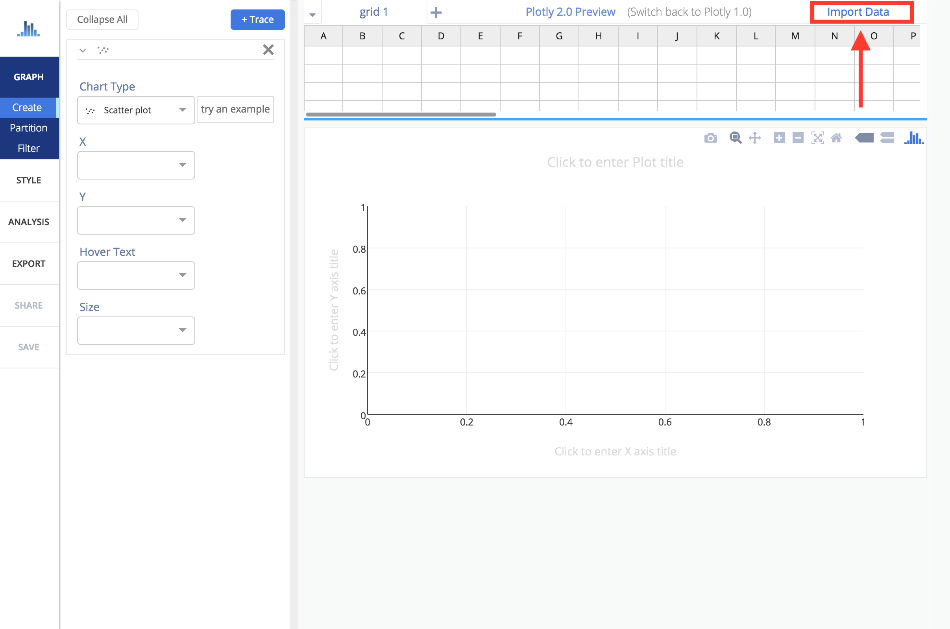 Collapse All
+ Trace
grid 1
Plotly 2.0 Preview
(Switch back to Plotly 1.0)
Import Data
A B C D E F G H I J K L M N O P
GRAPH
Create
Partition
Filter
STYLE
ANALYSIS
EXPORT
SHARE
SAVE
Chart Type
Scatter plot
try an example
X
Y
Hover Text
Size
Click to enter Plot title
Click to enter Y axis title
1
0.8
0.6
0.4
0.2
0
0 0.2 0.4 0.6 0.8 1
Click to enter X axis title